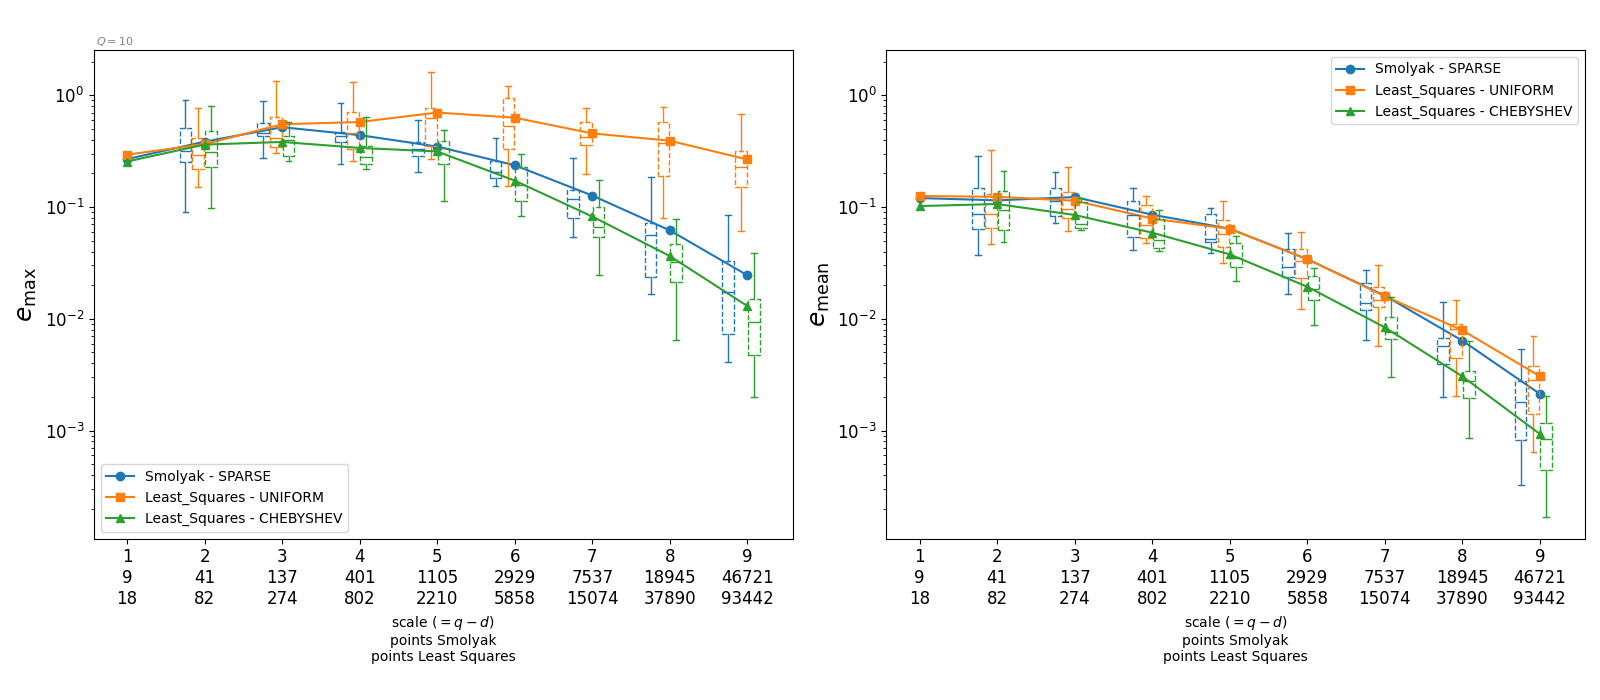 Q = 10
10⁰
10⁻¹
10⁻²
10⁻³
e_max
Smolyak - SPARSE
Least_Squares - UNIFORM
Least_Squares - CHEBYSHEV
1 2 3 4 5 6 7 8 9
9 41 137 401 1105 2929 7537 18945 46721
18 82 274 802 2210 5858 15074 37890 93442
scale (= q − d)
points Smolyak
points Least Squares
Smolyak - SPARSE
Least_Squares - UNIFORM
Least_Squares - CHEBYSHEV
10⁰
10⁻¹
10⁻²
10⁻³
e_mean
1 2 3 4 5 6 7 8 9
9 41 137 401 1105 2929 7537 18945 46721
18 82 274 802 2210 5858 15074 37890 93442
scale (= q − d)
points Smolyak
points Least Squares